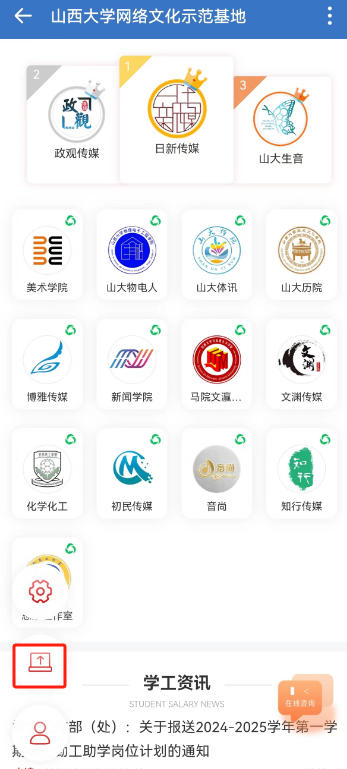 山西大学网络文化示范基地
2
1
3
政观传媒
日新传媒
山大生音
美术学院
山大物电人
山大体讯
山大历院
博雅传媒
新闻学院
马院文瀛...
文渊传媒
化学化工
初民传媒
音尚
知行传媒
作室
学工资讯
STUDENT SALARY NEWS
在线咨询
部（处）：关于报送2024-2025学年第一学
期
工助学岗位计划的通知